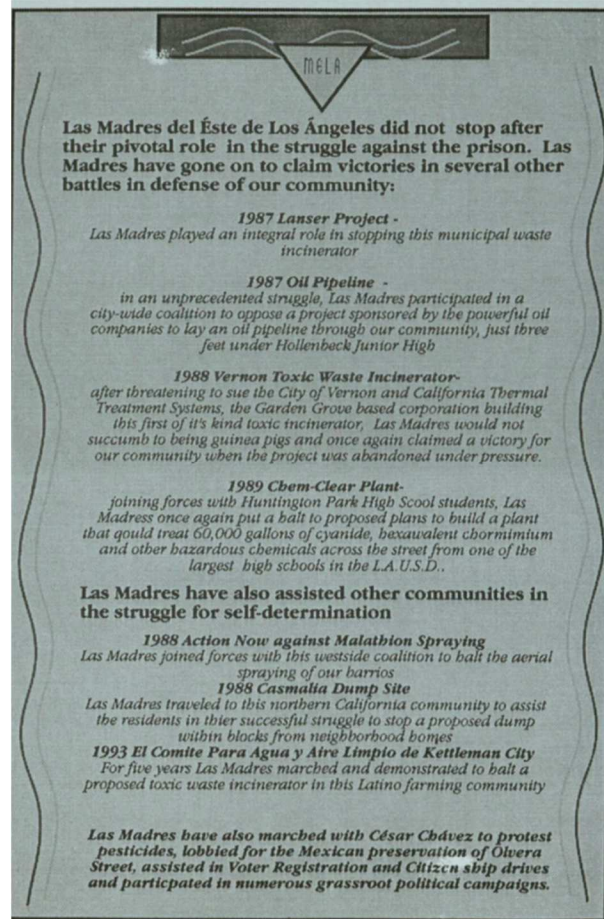 MELA
Las Madres del Éste de Los Ángeles did not stop after
their pivotal role in the struggle against the prison. Las
Madres have gone on to claim victories in several other
battles in defense of our community:
1987 Lanser Project -
Las Madres played an integral role in stopping this municipal waste
incinerator
1987 Oil Pipeline -
in an unprecedented struggle, Las Madres participated in a
city-wide coalition to oppose a project sponsored by the powerful oil
companies to lay an oil pipeline through our community, just three
feet under Hollenbeck Junior High
1988 Vernon Toxic Waste Incinerator-
after threatening to sue the City of Vernon and California Thermal
Treatment Systems, the Garden Grove based corporation building
this first of it's kind toxic incinerator, Las Madres would not
succumb to being guinea pigs and once again claimed a victory for
our community when the project was abandoned under pressure.
1989 Chem-Clear Plant-
joining forces with Huntington Park High Scool students, Las
Madress once again put a halt to proposed plans to build a plant
that qould treat 60,000 gallons of cyanide, hexawalent chormimium
and other hazardous chemicals across the street from one of the
largest high schools in the L.A.U.S.D..
Las Madres have also assisted other communities in
the struggle for self-determination
1988 Action Now against Malathion Spraying
Las Madres joined forces with this westside coalition to halt the aerial
spraying of our barrios
1988 Casmalia Dump Site
Las Madres traveled to this northern California community to assist
the residents in thier successful struggle to stop a proposed dump
within blocks from neighborhood homes
1993 El Comite Para Agua y Aire Limpio de Kettleman City
For five years Las Madres marched and demonstrated to halt a
proposed toxic waste incinerator in this Latino farming community
Las Madres have also marched with César Chávez to protest
pesticides, lobbied for the Mexican preservation of Olvera
Street, assisted in Voter Registration and Citizen ship drives
and particpated in numerous grassroot political campaigns.